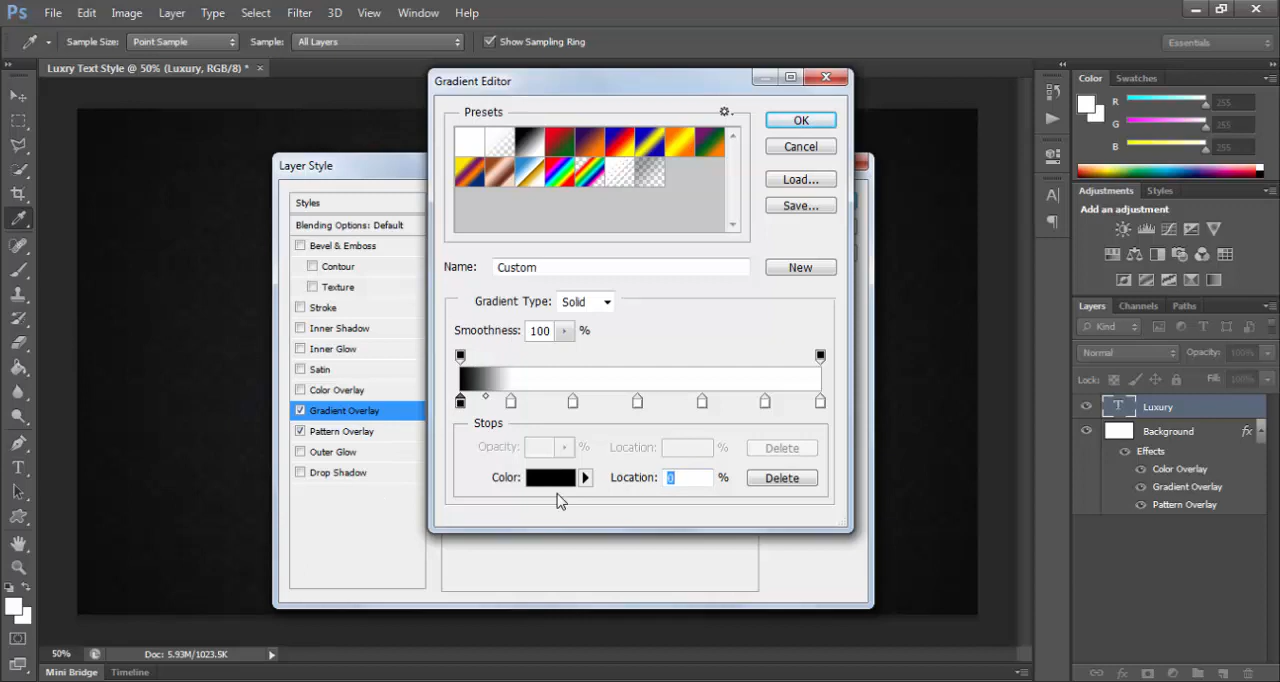 Ps File Edit Image Layer Type Select Filter 3D View Window Help
Sample Size: Point Sample Sample: All Layers Show Sampling Ring Essentials
Luxry Text Style @ 50% (Luxury, RGB/8) * ×
Gradient Editor
Presets
OK
Cancel
Load...
Save...
Name: Custom New
Gradient Type: Solid
Smoothness: 100 %
Stops
Opacity: % Location: % Delete
Color: Location: 0 % Delete
Layer Style
Styles
Blending Options: Default
Bevel & Emboss
Contour
Texture
Stroke
Inner Shadow
Inner Glow
Satin
Color Overlay
Gradient Overlay
Pattern Overlay
Outer Glow
Drop Shadow
Color Swatches
R 255
G 255
B 255
Adjustments Styles
Add an adjustment
Layers Channels Paths
Kind
Normal Opacity: 100%
Lock: Fill: 100%
T Luxury
Background fx
Effects
Color Overlay
Gradient Overlay
Pattern Overlay
50% Doc: 5.93M/1023.5K
Mini Bridge Timeline